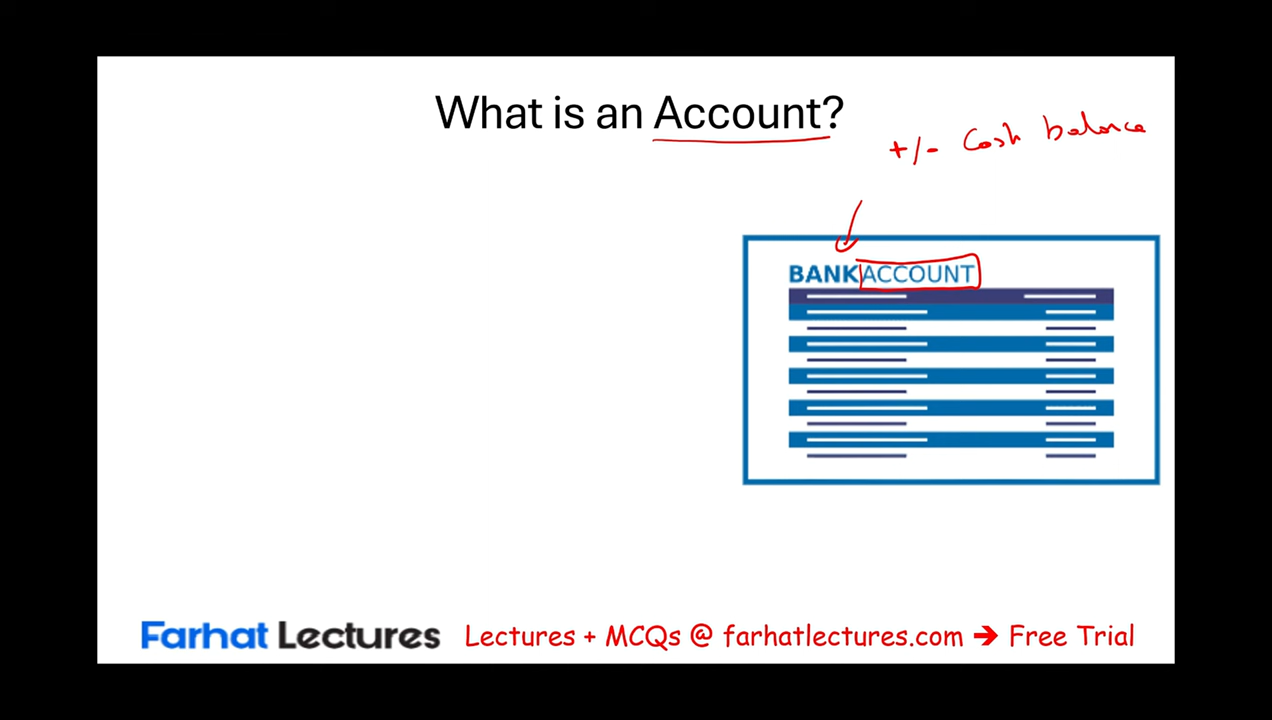 What is an Account?
+/- Cash balance
BANK ACCOUNT
Farhat Lectures Lectures + MCQs @ farhatlectures.com ➔ Free Trial